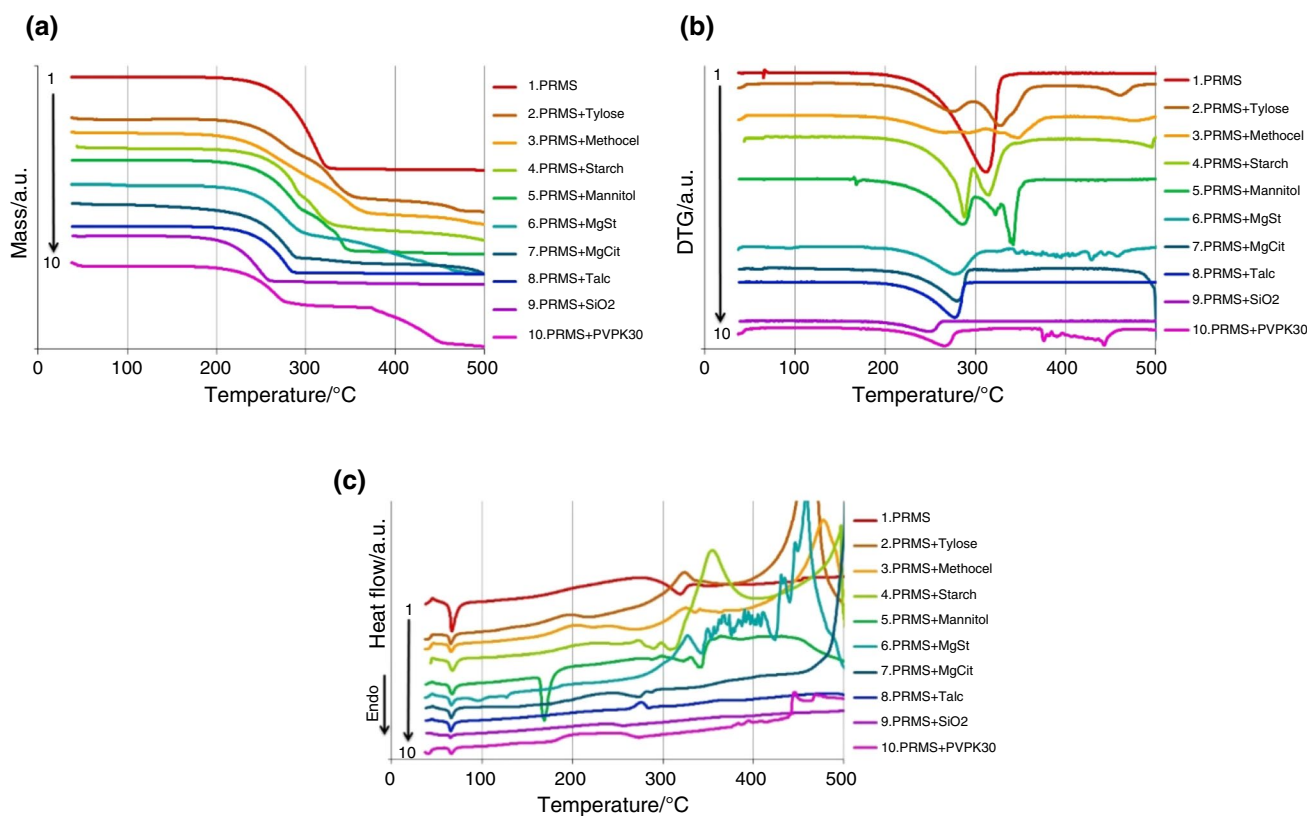 (a)
Mass/a.u.
1
10
0
100
200
300
400
500
Temperature/°C
1.PRMS
2.PRMS+Tylose
3.PRMS+Methocel
4.PRMS+Starch
5.PRMS+Mannitol
6.PRMS+MgSt
7.PRMS+MgCit
8.PRMS+Talc
9.PRMS+SiO2
10.PRMS+PVPK30
(b)
DTG/a.u.
1
10
0
100
200
300
400
500
Temperature/°C
1.PRMS
2.PRMS+Tylose
3.PRMS+Methocel
4.PRMS+Starch
5.PRMS+Mannitol
6.PRMS+MgSt
7.PRMS+MgCit
8.PRMS+Talc
9.PRMS+SiO2
10.PRMS+PVPK30
(c)
Heat flow/a.u.
Endo
1
10
0
100
200
300
400
500
Temperature/°C
1.PRMS
2.PRMS+Tylose
3.PRMS+Methocel
4.PRMS+Starch
5.PRMS+Mannitol
6.PRMS+MgSt
7.PRMS+MgCit
8.PRMS+Talc
9.PRMS+SiO2
10.PRMS+PVPK30